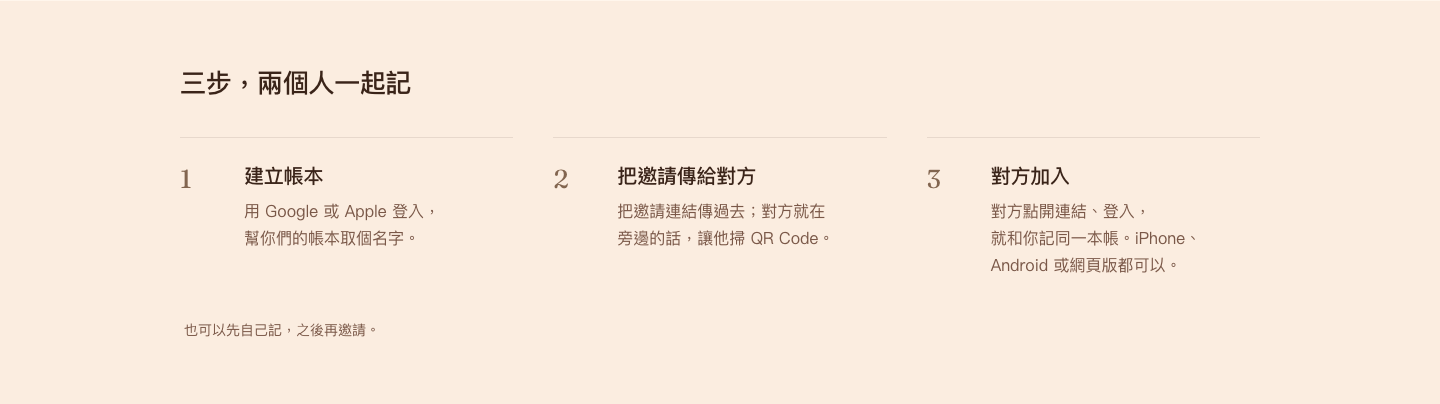 三步，兩個人一起記
1
建立帳本
用 Google 或 Apple 登入，
幫你們的帳本取個名字。
2
把邀請傳給對方
把邀請連結傳過去；對方就在
旁邊的話，讓他掃 QR Code。
3
對方加入
對方點開連結、登入，
就和你記同一本帳。iPhone、
Android 或網頁版都可以。
也可以先自己記，之後再邀請。